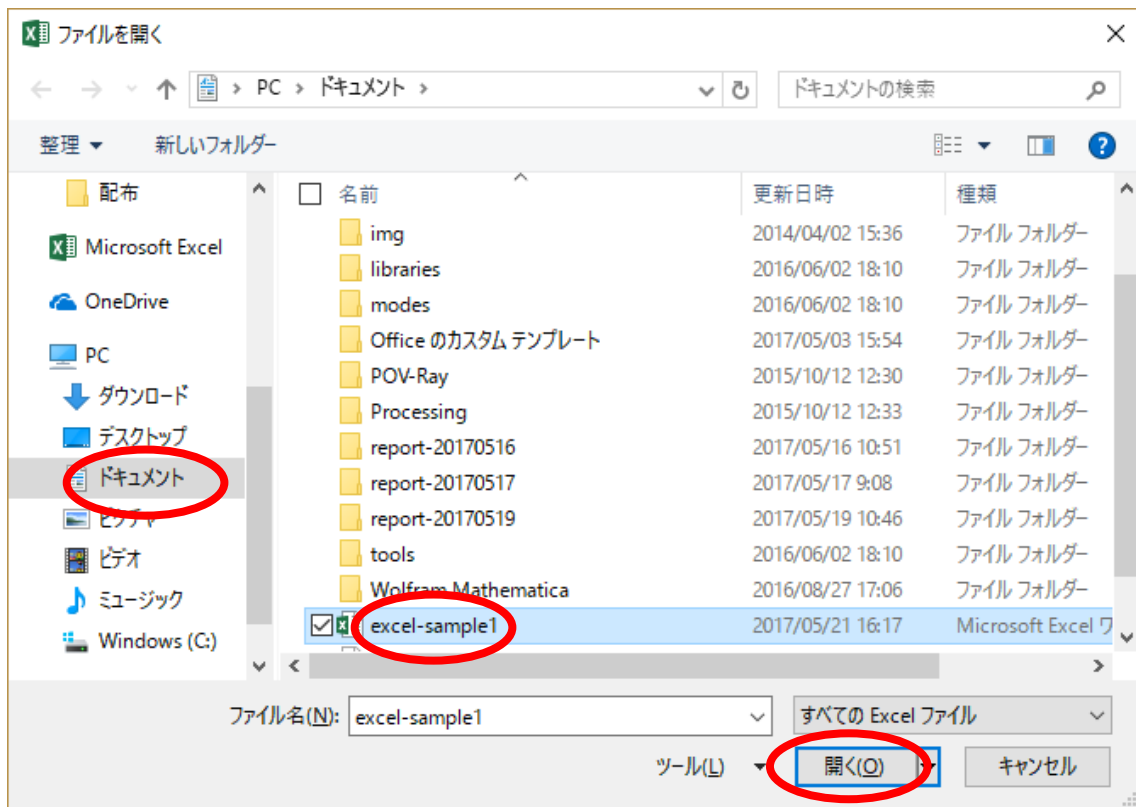 ファイルを開く
PC › ドキュメント ›
ドキュメントの検索
整理
新しいフォルダー
配布
Microsoft Excel
OneDrive
PC
ダウンロード
デスクトップ
ドキュメント
ピクチャ
ビデオ
ミュージック
Windows (C:)
名前 更新日時 種類
img 2014/04/02 15:36 ファイル フォルダー
libraries 2016/06/02 18:10 ファイル フォルダー
modes 2016/06/02 18:10 ファイル フォルダー
Office のカスタム テンプレート 2017/05/03 15:54 ファイル フォルダー
POV-Ray 2015/10/12 12:30 ファイル フォルダー
Processing 2015/10/12 12:33 ファイル フォルダー
report-20170516 2017/05/16 10:51 ファイル フォルダー
report-20170517 2017/05/17 9:08 ファイル フォルダー
report-20170519 2017/05/19 10:46 ファイル フォルダー
tools 2016/06/02 18:10 ファイル フォルダー
Wolfram Mathematica 2016/08/27 17:06 ファイル フォルダー
excel-sample1 2017/05/21 16:17 Microsoft Excel ワ
ファイル名(N): excel-sample1 すべての Excel ファイル
ツール(L) 開く(O) キャンセル